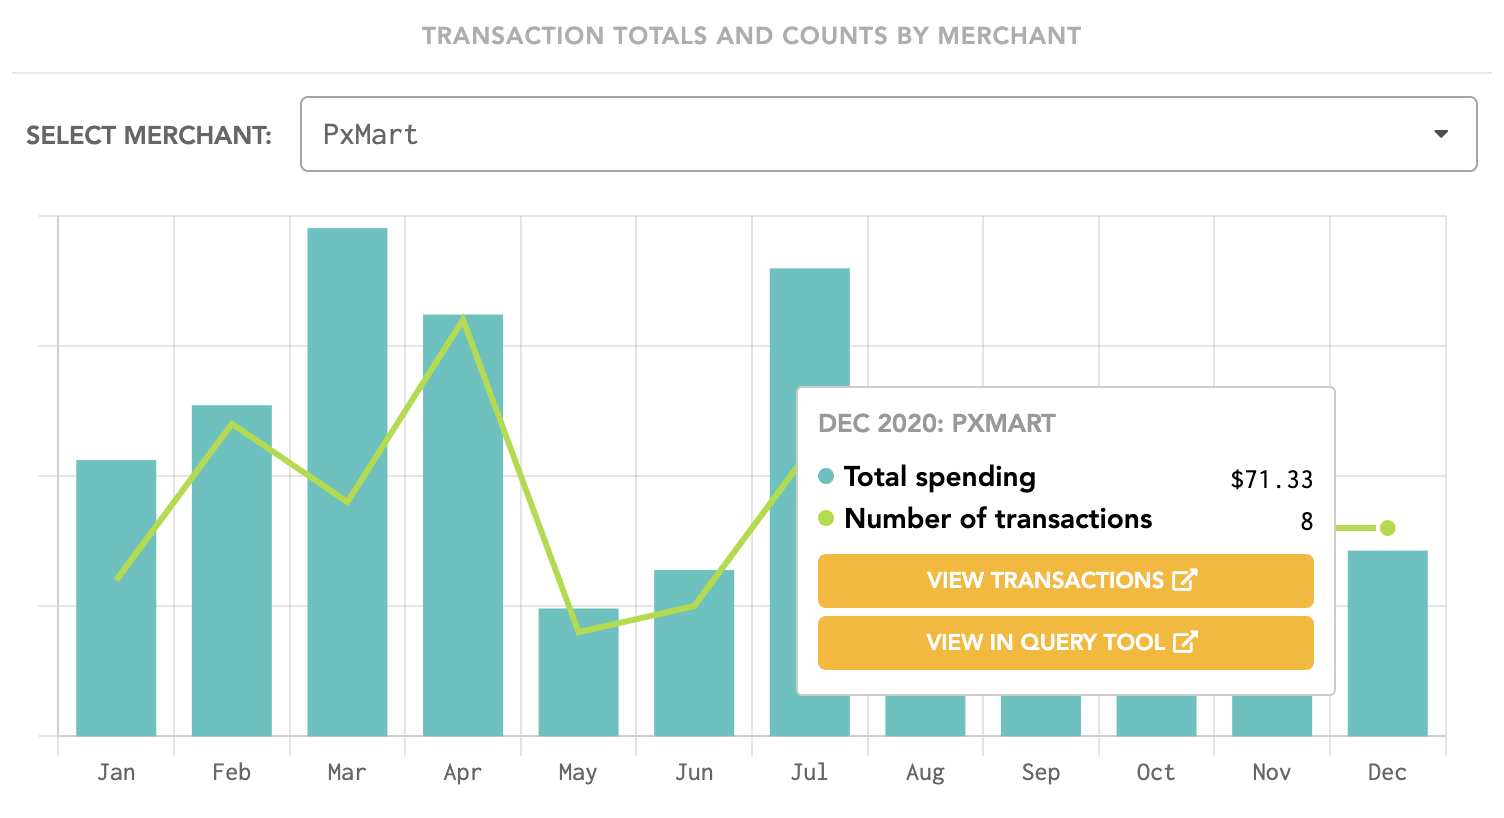 TRANSACTION TOTALS AND COUNTS BY MERCHANT
SELECT MERCHANT: PxMart
DEC 2020: PXMART
Total spending $71.33
Number of transactions 8
VIEW TRANSACTIONS
VIEW IN QUERY TOOL
Jan Feb Mar Apr May Jun Jul Aug Sep Oct Nov Dec